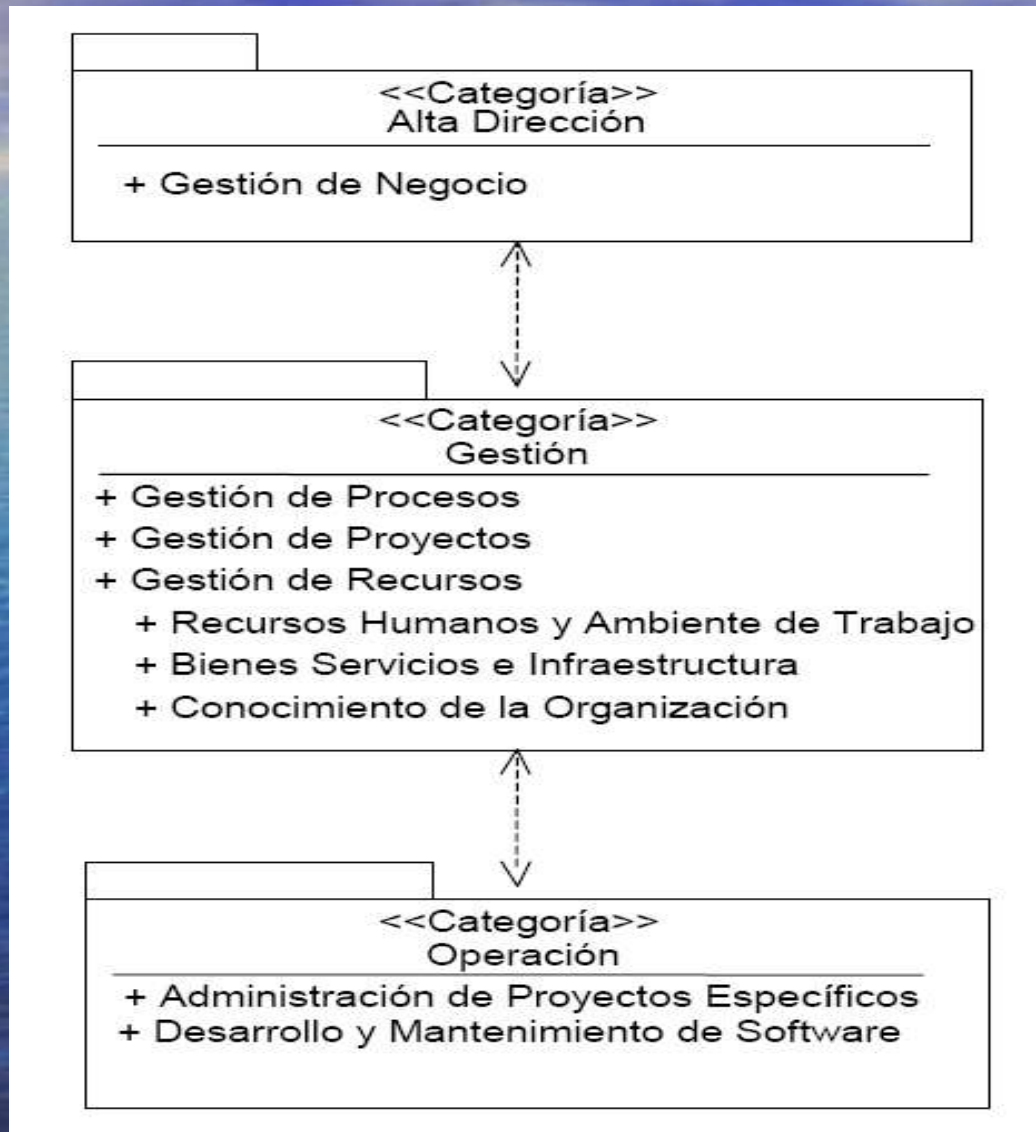 <<Categoría>>
Alta Dirección
+ Gestión de Negocio
<<Categoría>>
Gestión
+ Gestión de Procesos
+ Gestión de Proyectos
+ Gestión de Recursos
+ Recursos Humanos y Ambiente de Trabajo
+ Bienes Servicios e Infraestructura
+ Conocimiento de la Organización
<<Categoría>>
Operación
+ Administración de Proyectos Específicos
+ Desarrollo y Mantenimiento de Software